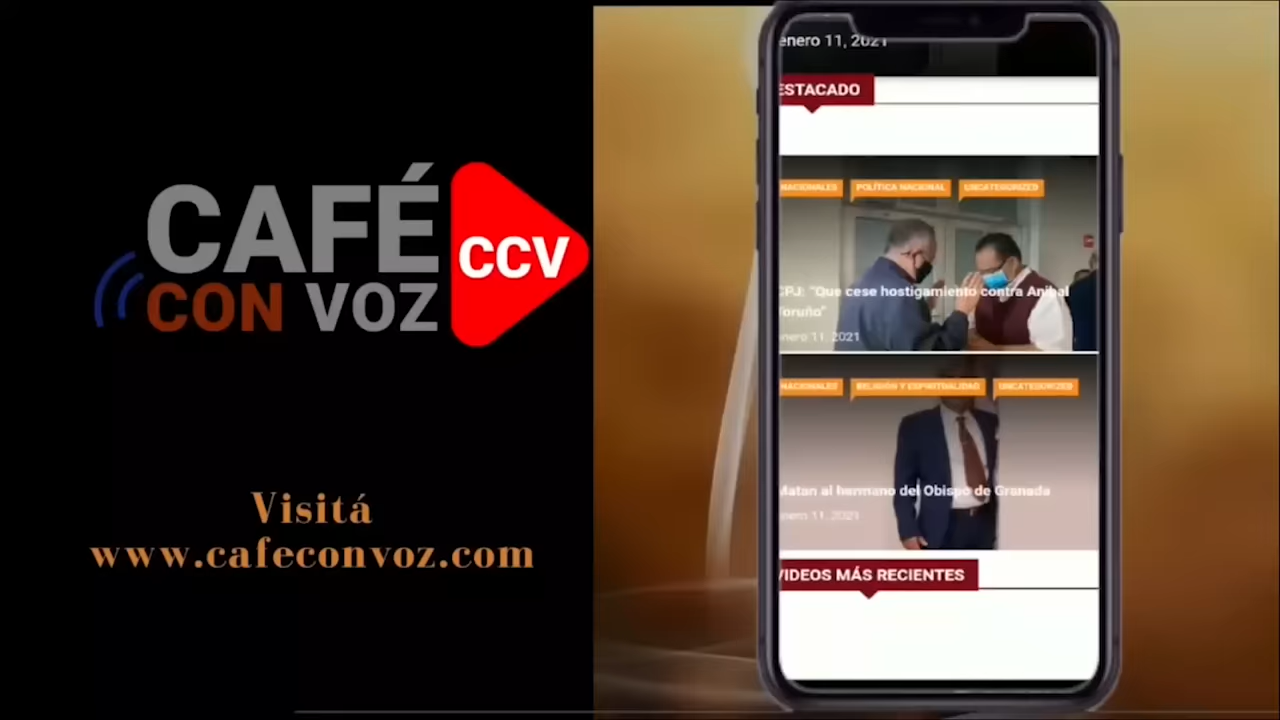 CAFÉ
CON VOZ
CCV
Visitá
www.cafeconvoz.com
enero 11, 2021
ESTACADO
NACIONALES
POLÍTICA NACIONAL
UNCATEGORIZED
CPJ: “Que cese hostigamiento contra Anibal
Toruño”
enero 11, 2021
NACIONALES
RELIGIÓN Y ESPIRITUALIDAD
UNCATEGORIZED
Matan al hermano del Obispo de Granada
enero 11, 2021
VIDEOS MÁS RECIENTES